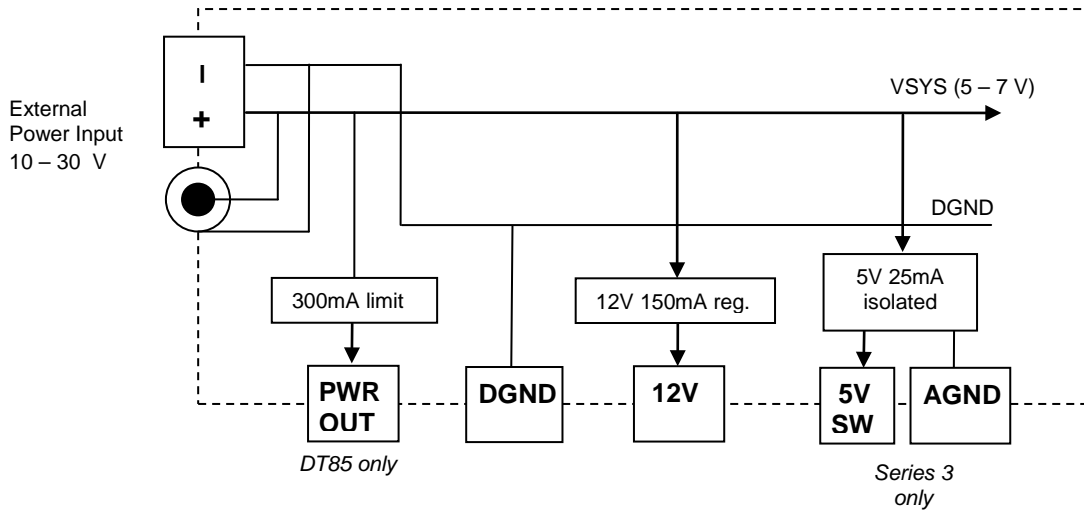 VSYS (5 – 7 V)
External
Power Input
10 – 30 V
–
+
DGND
300mA limit
12V 150mA reg.
5V 25mA
isolated
PWR
OUT
DGND
12V
5V
SW
AGND
DT85 only
Series 3
only